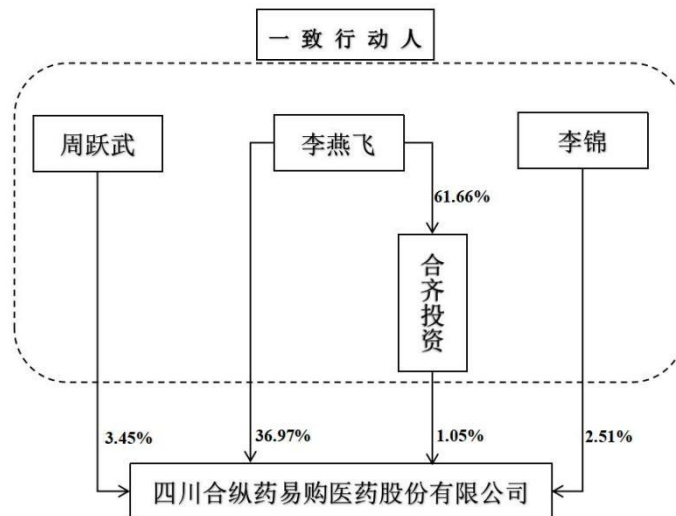 一致行动人
周跃武
李燕飞
李锦
61.66%
合齐投资
3.45%
36.97%
1.05%
2.51%
四川合纵药易购医药股份有限公司